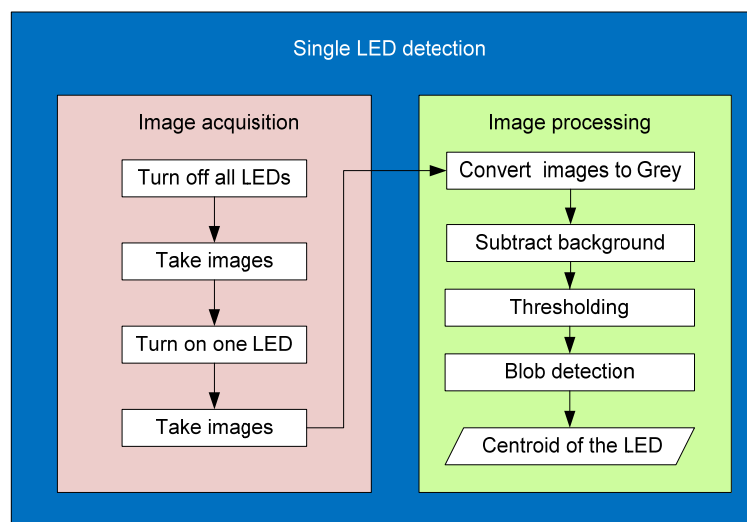 Single LED detection
Image acquisition
Turn off all LEDs
Take images
Turn on one LED
Take images
Image processing
Convert images to Grey
Subtract background
Thresholding
Blob detection
Centroid of the LED